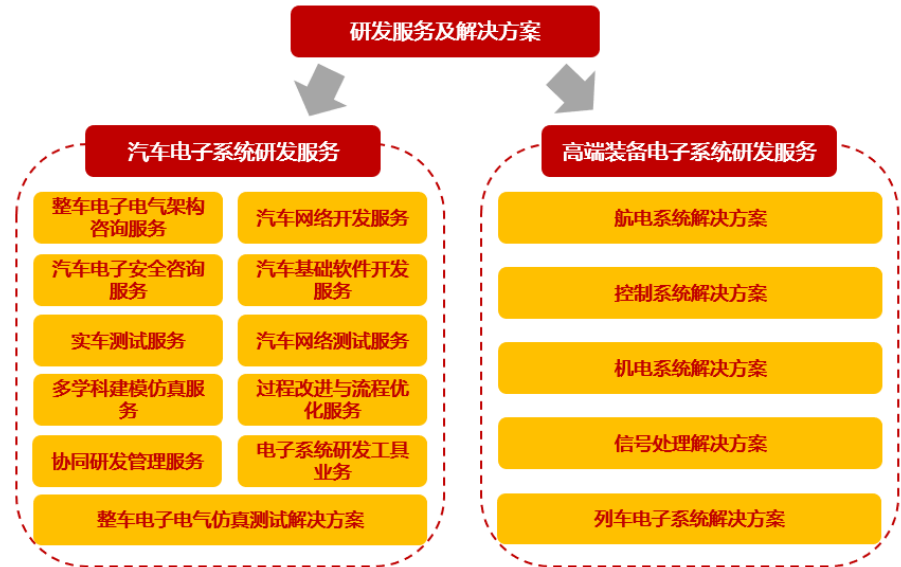 研发服务及解决方案
汽车电子系统研发服务
整车电子电气架构
咨询服务
汽车网络开发服务
汽车电子安全咨询
服务
汽车基础软件开发
服务
实车测试服务
汽车网络测试服务
多学科建模仿真服
务
过程改进与流程优
化服务
协同研发管理服务
电子系统研发工具
业务
整车电子电气仿真测试解决方案
高端装备电子系统研发服务
航电系统解决方案
控制系统解决方案
机电系统解决方案
信号处理解决方案
列车电子系统解决方案